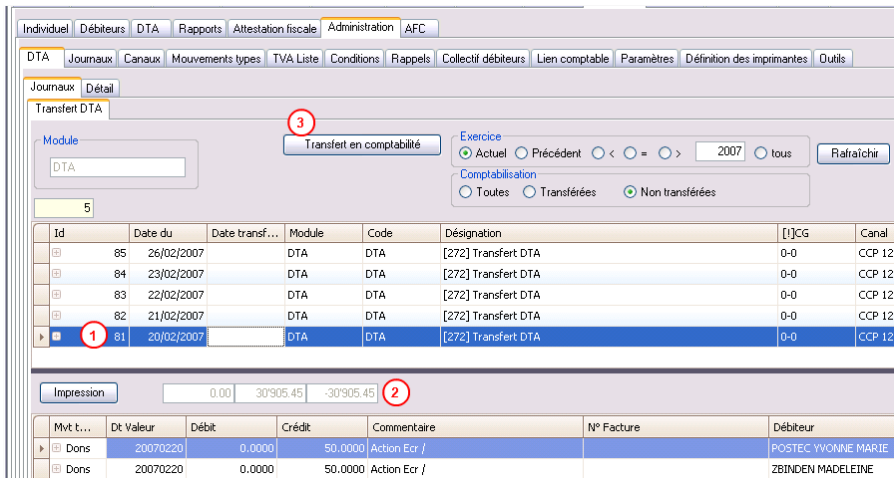 Individuel Débiteurs DTA Rapports Attestation fiscale Administration AFC
DTA Journaux Canaux Mouvements types TVA Liste Conditions Rappels Collectif débiteurs Lien comptable Paramètres Définition des imprimantes Outils
Journaux Détail
Transfert DTA
3
Module
DTA
Transfert en comptabilité
Exercice
Actuel Précédent < = > 2007 tous
Rafraîchir
Comptabilisation
Toutes Transférées Non transférées
5
Id Date du Date transf... Module Code Désignation [!]CG Canal
85 26/02/2007 DTA DTA [272] Transfert DTA 0-0 CCP 12
84 23/02/2007 DTA DTA [272] Transfert DTA 0-0 CCP 12
83 22/02/2007 DTA DTA [272] Transfert DTA 0-0 CCP 12
82 21/02/2007 DTA DTA [272] Transfert DTA 0-0 CCP 12
1 81 20/02/2007 DTA DTA [272] Transfert DTA 0-0 CCP 12
Impression 0.00 30'905.45 -30'905.45 2
Mvt t... Dt Valeur Débit Crédit Commentaire N° Facture Débiteur
Dons 20070220 0.0000 50.0000 Action Ecr / POSTEC YVONNE MARIE
Dons 20070220 0.0000 50.0000 Action Ecr / ZBINDEN MADELEINE